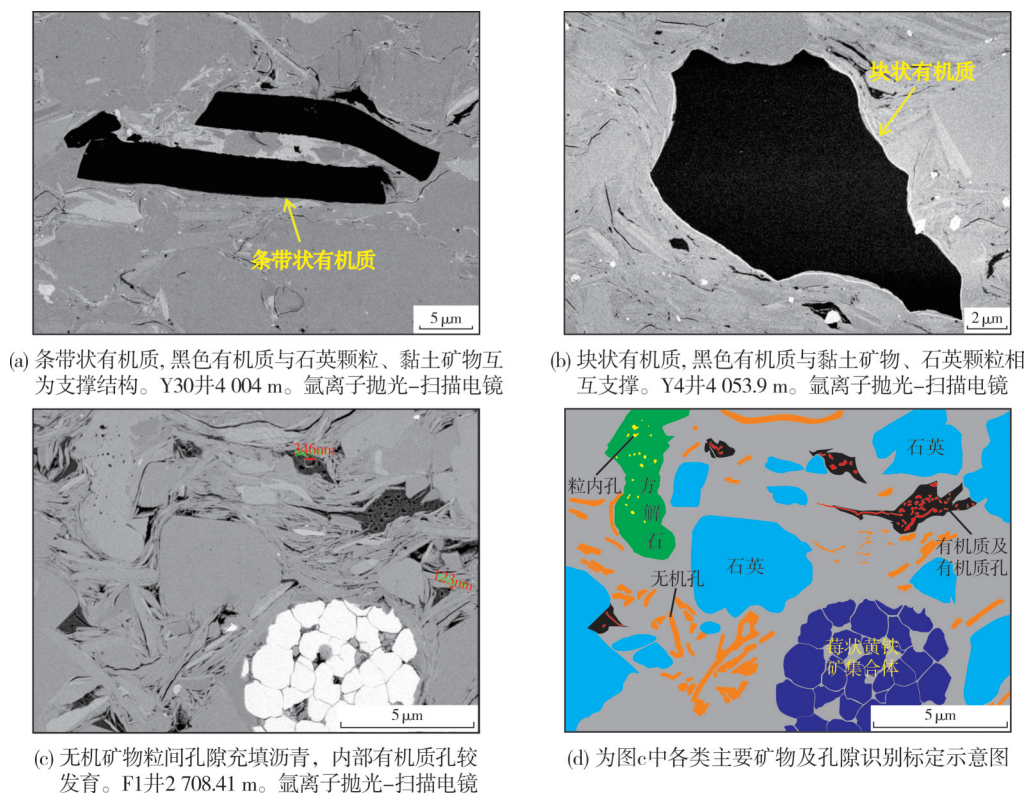 条带状有机质
5 μm
块状有机质
2 μm
(a) 条带状有机质, 黑色有机质与石英颗粒、黏土矿物互
为支撑结构。Y30井4 004 m。氩离子抛光-扫描电镜
(b) 块状有机质, 黑色有机质与黏土矿物、石英颗粒相
互支撑。Y4井4 053.9 m。氩离子抛光-扫描电镜
346nm
123nm
5 μm
石英
粒内孔
方
解
石
有机质及
有机质孔
石英
无机孔
莓状黄铁
矿集合体
5 μm
(c) 无机矿物粒间孔隙充填沥青，内部有机质孔较
发育。F1井2 708.41 m。氩离子抛光-扫描电镜
(d) 为图c中各类主要矿物及孔隙识别标定示意图